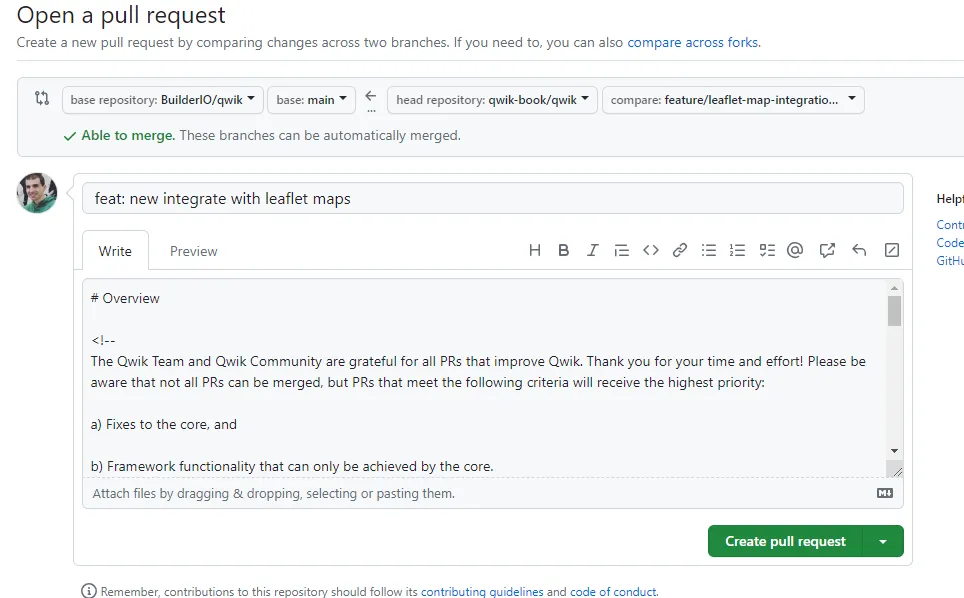 Open a pull request
Create a new pull request by comparing changes across two branches. If you need to, you can also compare across forks.
base repository: BuilderIO/qwik base: main ← ... head repository: qwik-book/qwik compare: feature/leaflet-map-integratio...
Able to merge. These branches can be automatically merged.
feat: new integrate with leaflet maps
Write Preview
# Overview
<!--
The Qwik Team and Qwik Community are grateful for all PRs that improve Qwik. Thank you for your time and effort! Please be
aware that not all PRs can be merged, but PRs that meet the following criteria will receive the highest priority:
a) Fixes to the core, and
b) Framework functionality that can only be achieved by the core.
Attach files by dragging & dropping, selecting or pasting them.
Create pull request
Remember, contributions to this repository should follow its contributing guidelines and code of conduct.
Helpf
Contr
Code
GitHu